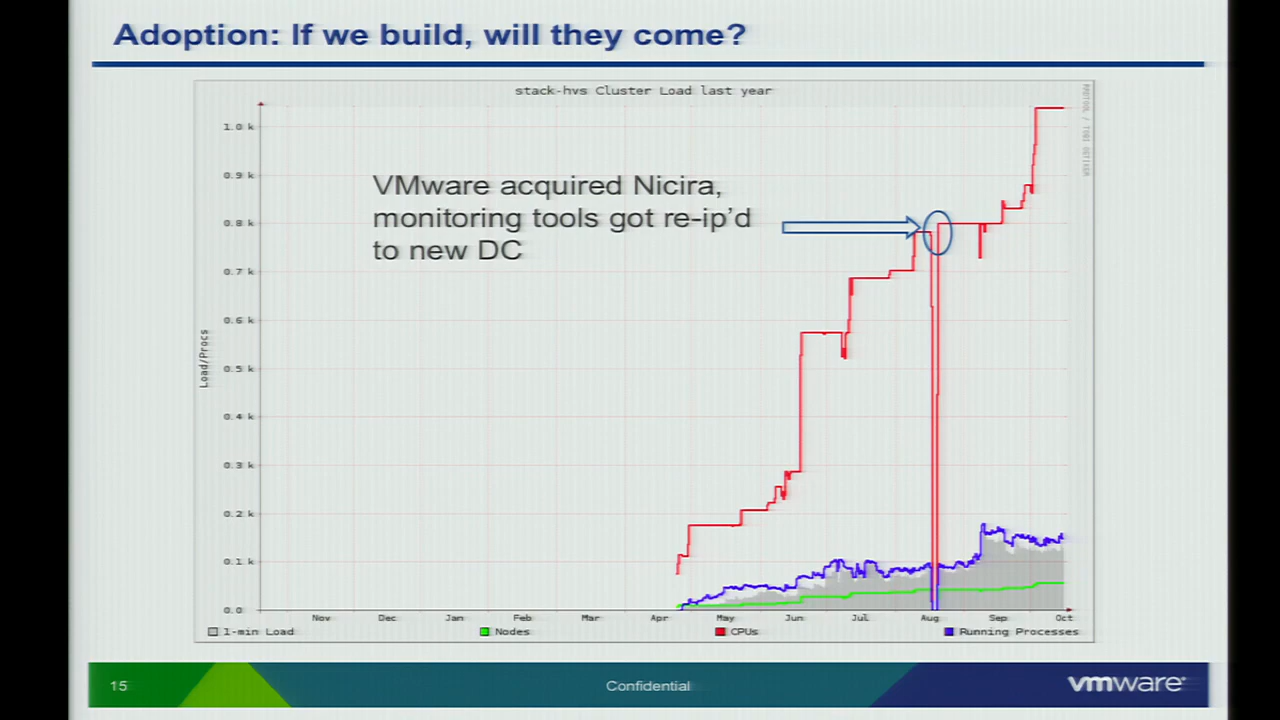 Adoption: If we build, will they come?
stack-hvs Cluster Load last year
RRDTOOL / TOBI OETIKER
1.0 k
0.9 k
0.8 k
0.7 k
0.6 k
0.5 k
0.4 k
0.3 k
0.2 k
0.1 k
0.0
Load/Procs
VMware acquired Nicira,
monitoring tools got re-ip'd
to new DC
Nov Dec Jan Feb Mar Apr May Jun Jul Aug Sep Oct
1-min Load Nodes CPUs Running Processes
15 Confidential vmware